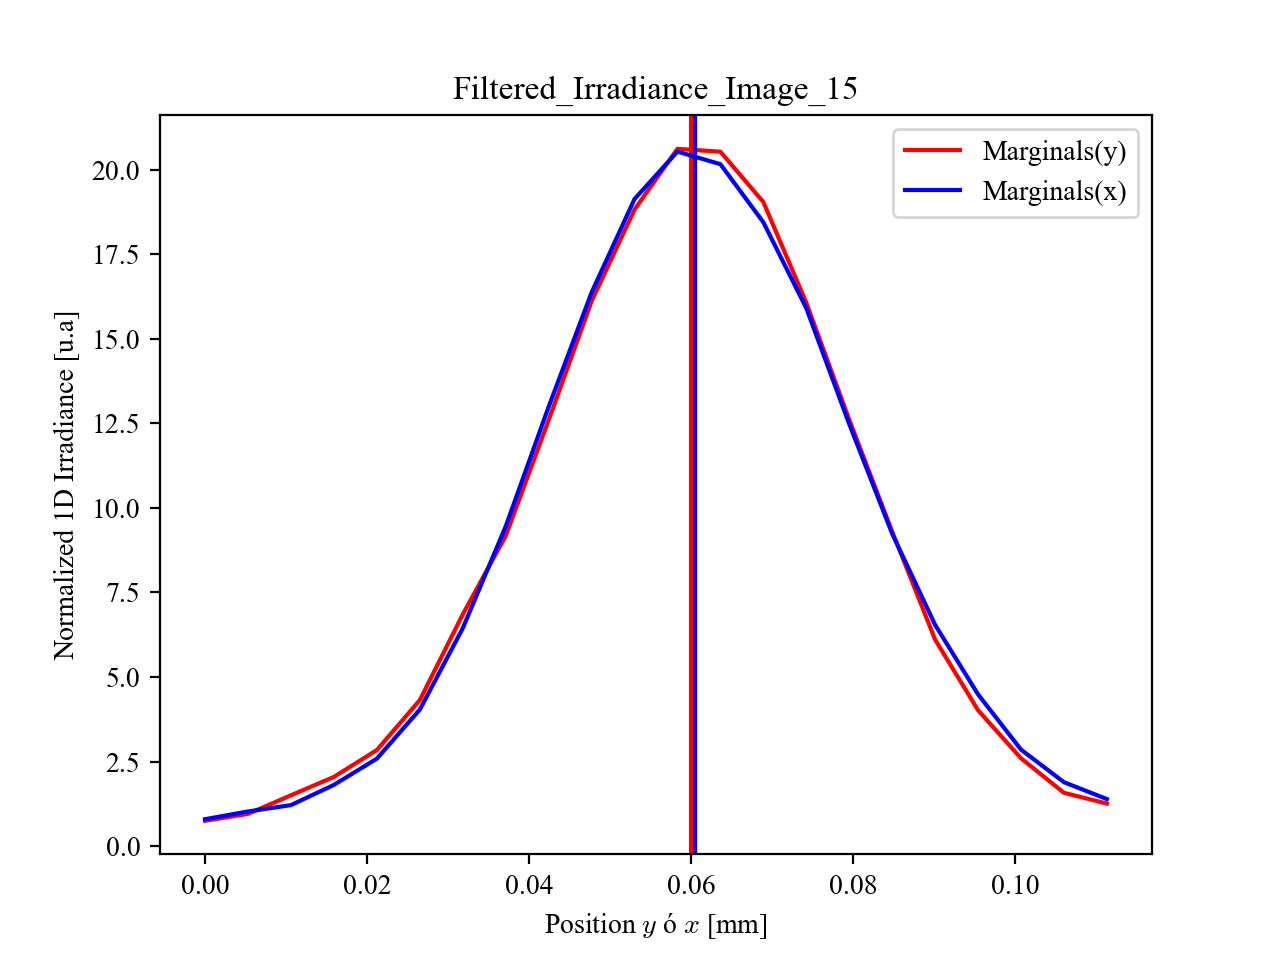 Filtered_Irradiance_Image_15
Marginals(y)
Marginals(x)
20.0
17.5
15.0
12.5
10.0
7.5
5.0
2.5
0.0
Normalized 1D Irradiance [u.a]
0.00 0.02 0.04 0.06 0.08 0.10
Position y ó x [mm]